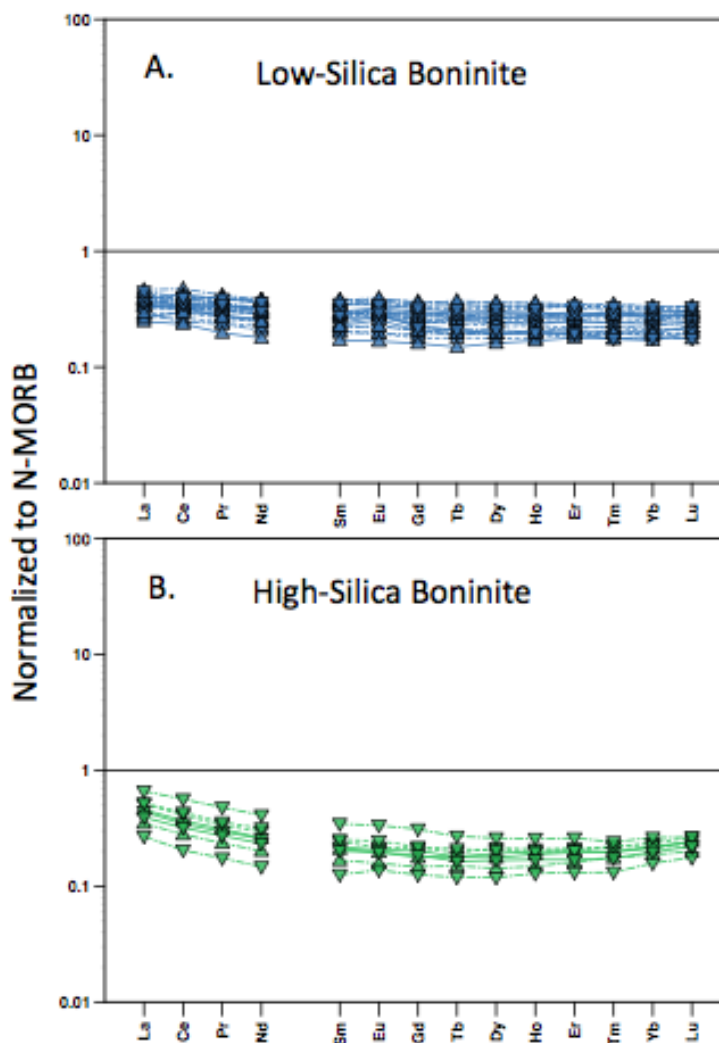 A. Low-Silica Boninite
100
10
1
0.1
0.01
La Ce Pr Nd Sm Eu Gd Tb Dy Ho Er Tm Yb Lu
Normalized to N-MORB
B. High-Silica Boninite
100
10
1
0.1
0.01
La Ce Pr Nd Sm Eu Gd Tb Dy Ho Er Tm Yb Lu